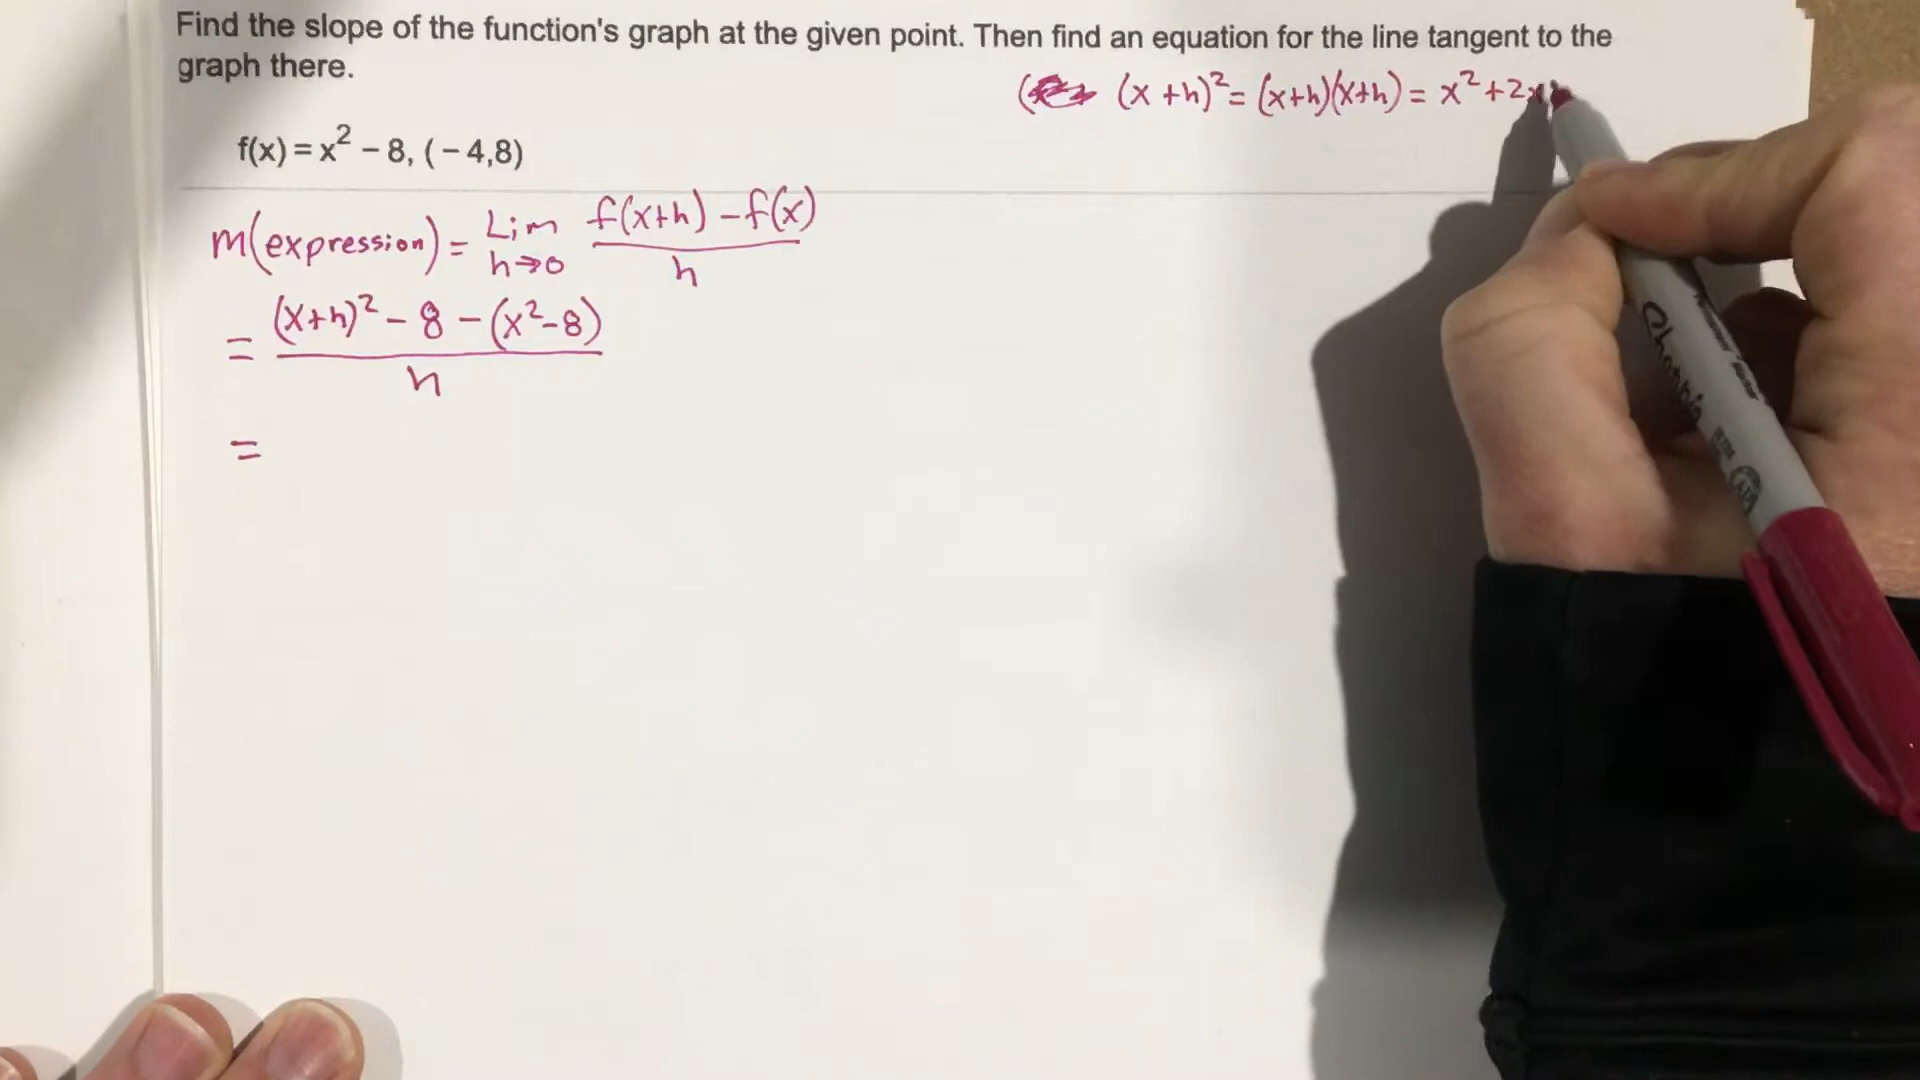 Find the slope of the function's graph at the given point. Then find an equation for the line tangent to the
graph there.
(x+h)² = (x+h)(x+h) = x²+2x
f(x) = x² − 8, (−4,8)
m(expression) = Lim h→0 f(x+h) − f(x) / h
= (x+h)² − 8 − (x²−8) / h
=
Sharpie